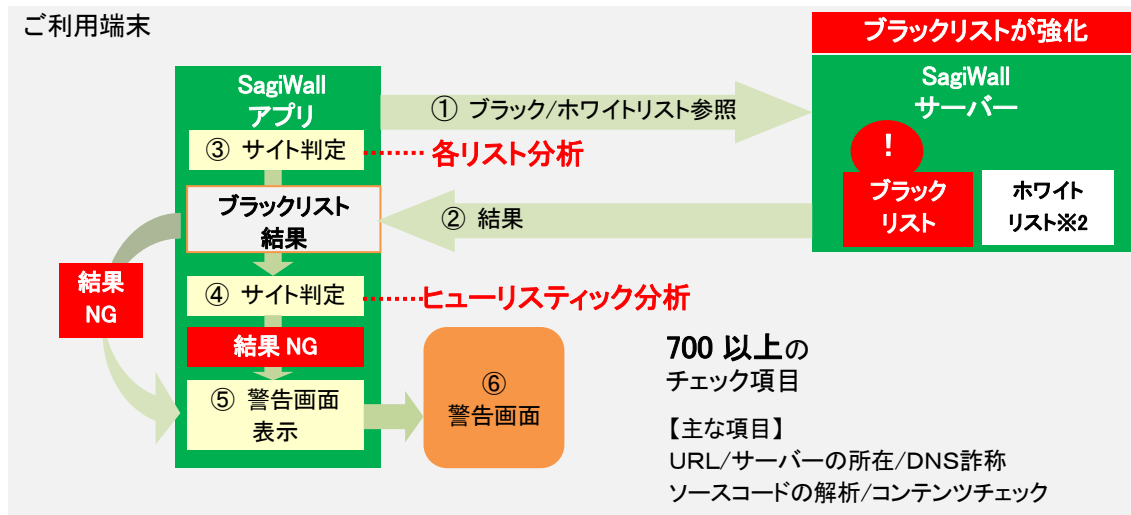 ご利用端末
ブラックリストが強化
SagiWall
アプリ
SagiWall
サーバー
① ブラック/ホワイトリスト参照
③ サイト判定
各リスト分析
!
ブラック
リスト
ホワイト
リスト※2
ブラックリスト
結果
② 結果
結果
NG
④ サイト判定
ヒューリスティック分析
結果 NG
⑤ 警告画面
表示
⑥
警告画面
700 以上の
チェック項目
【主な項目】
URL/サーバーの所在/DNS詐称
ソースコードの解析/コンテンツチェック